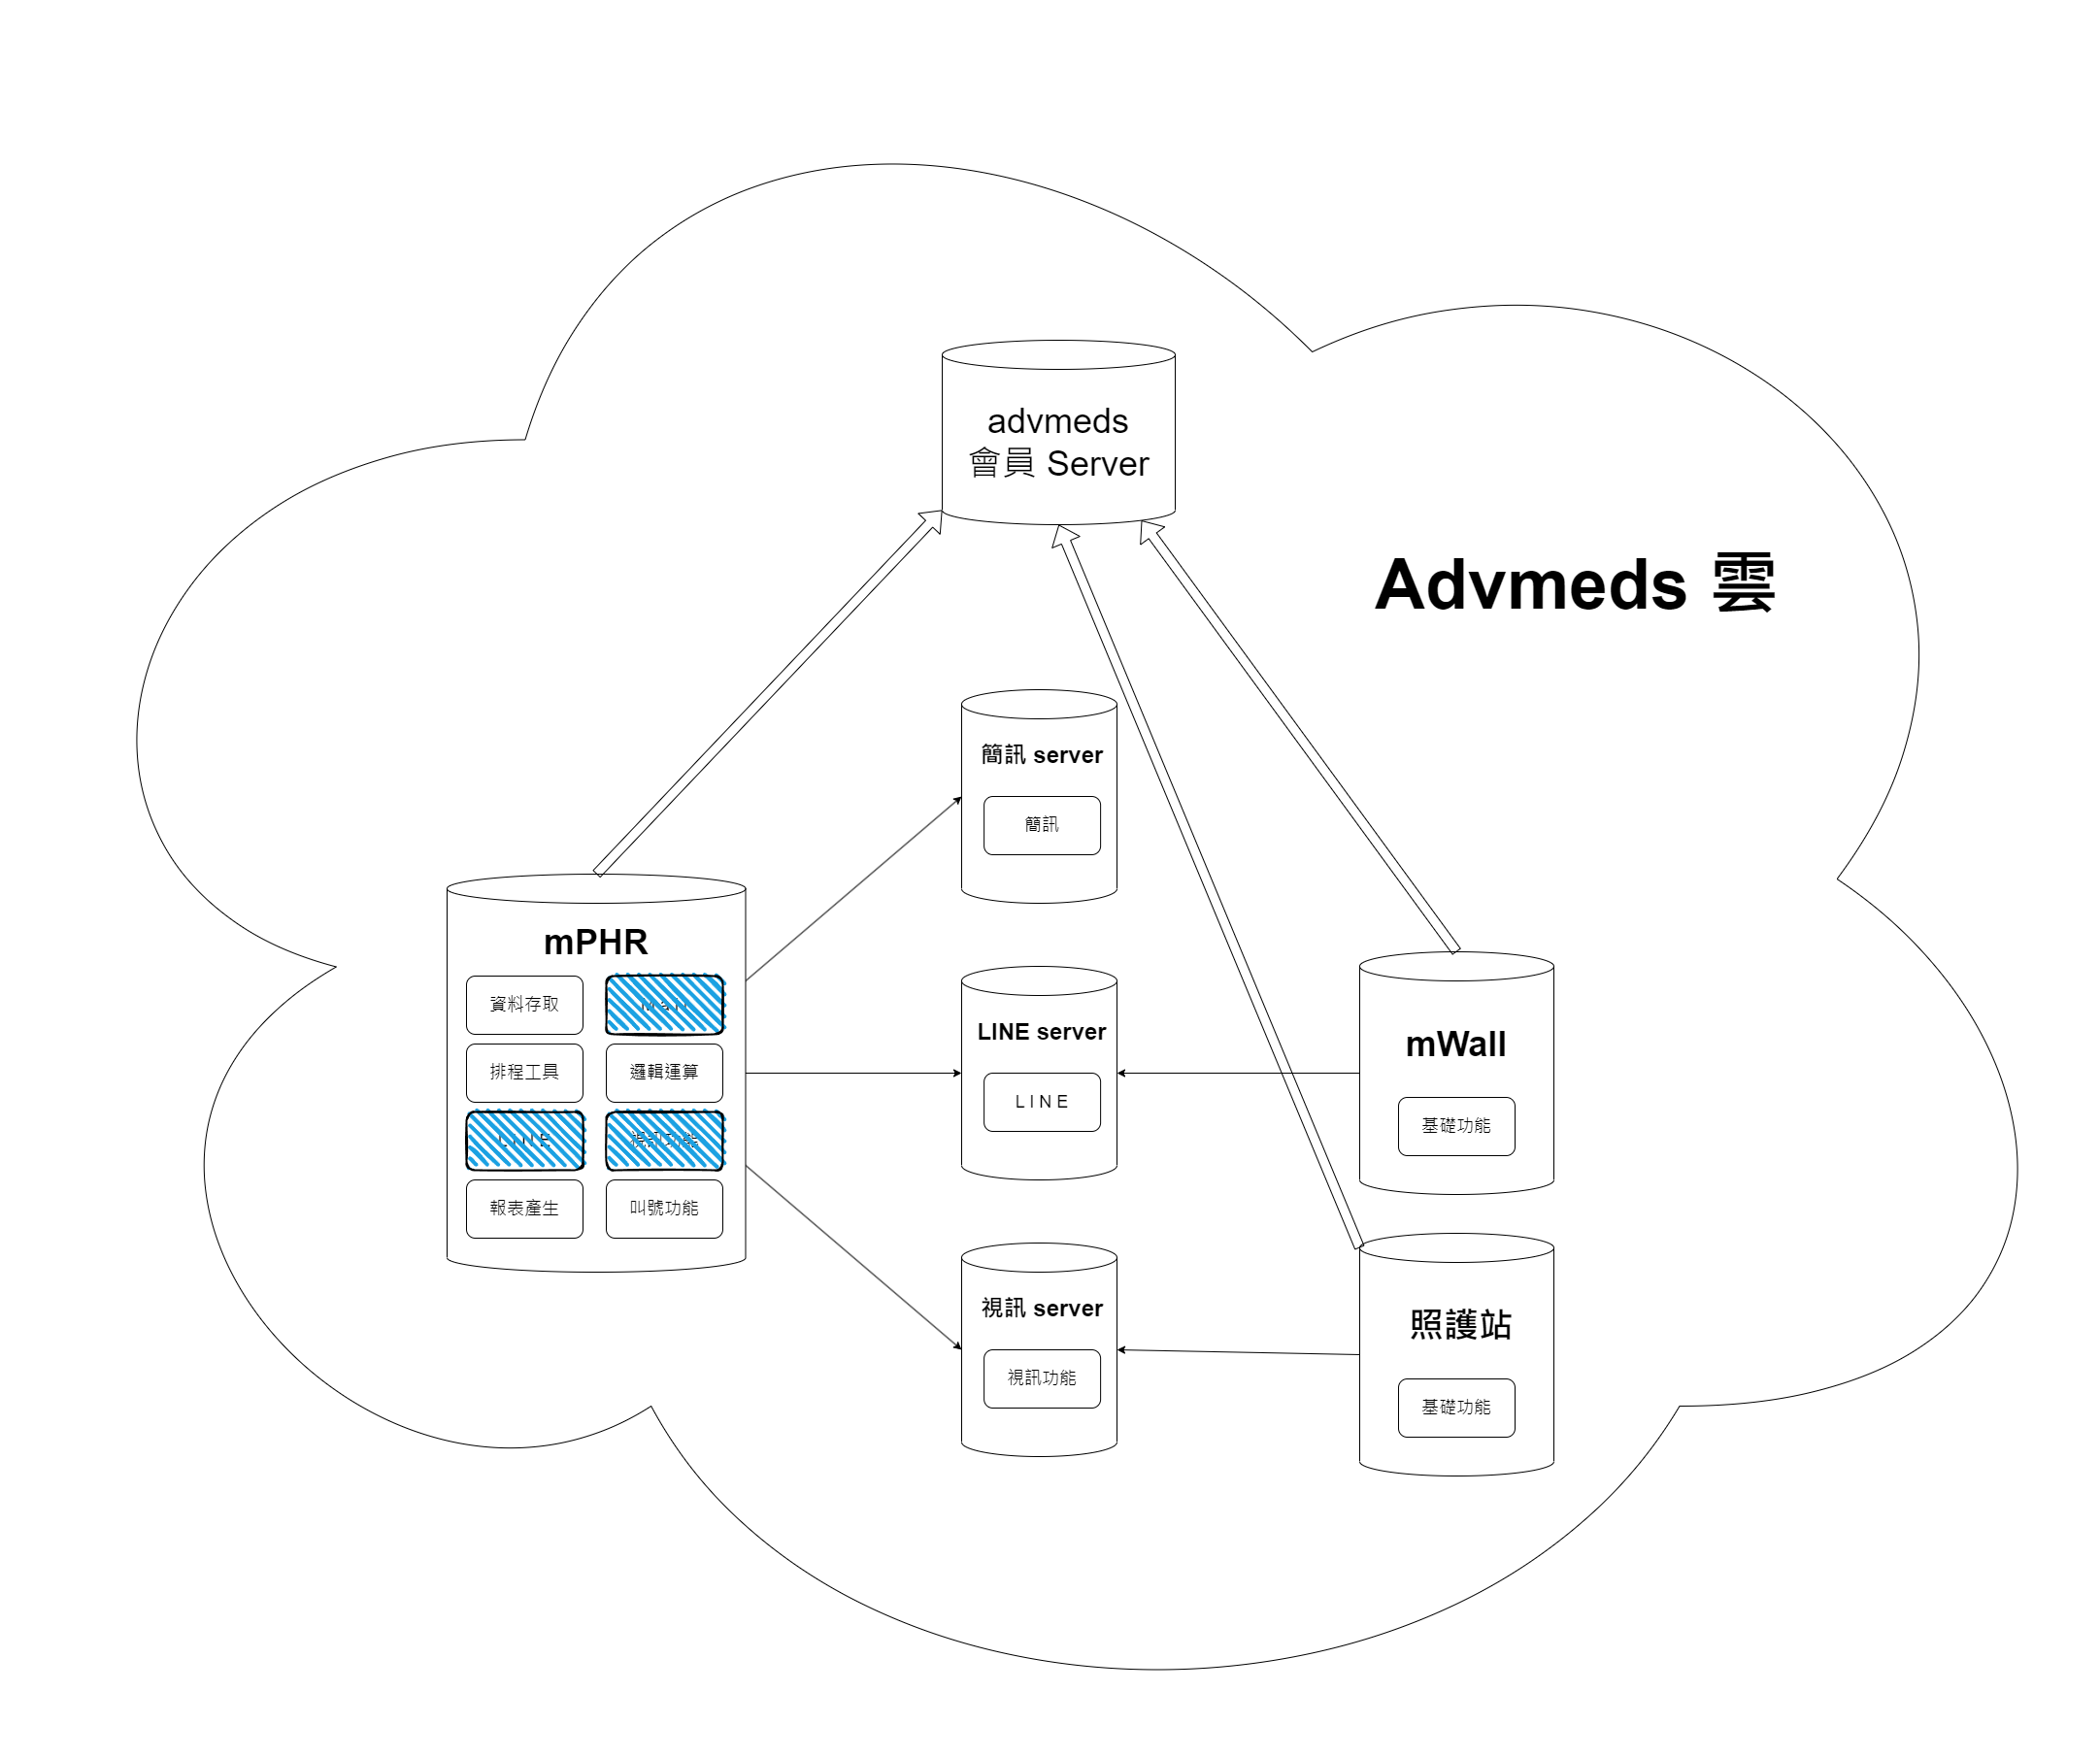 advmeds
會員 Server
Advmeds 雲
簡訊 server
簡訊
mPHR
資料存取
排程工具
邏輯運算
LINE
視訊功能
報表產生
叫號功能
LINE server
LINE
mWall
基礎功能
視訊 server
視訊功能
照護站
基礎功能